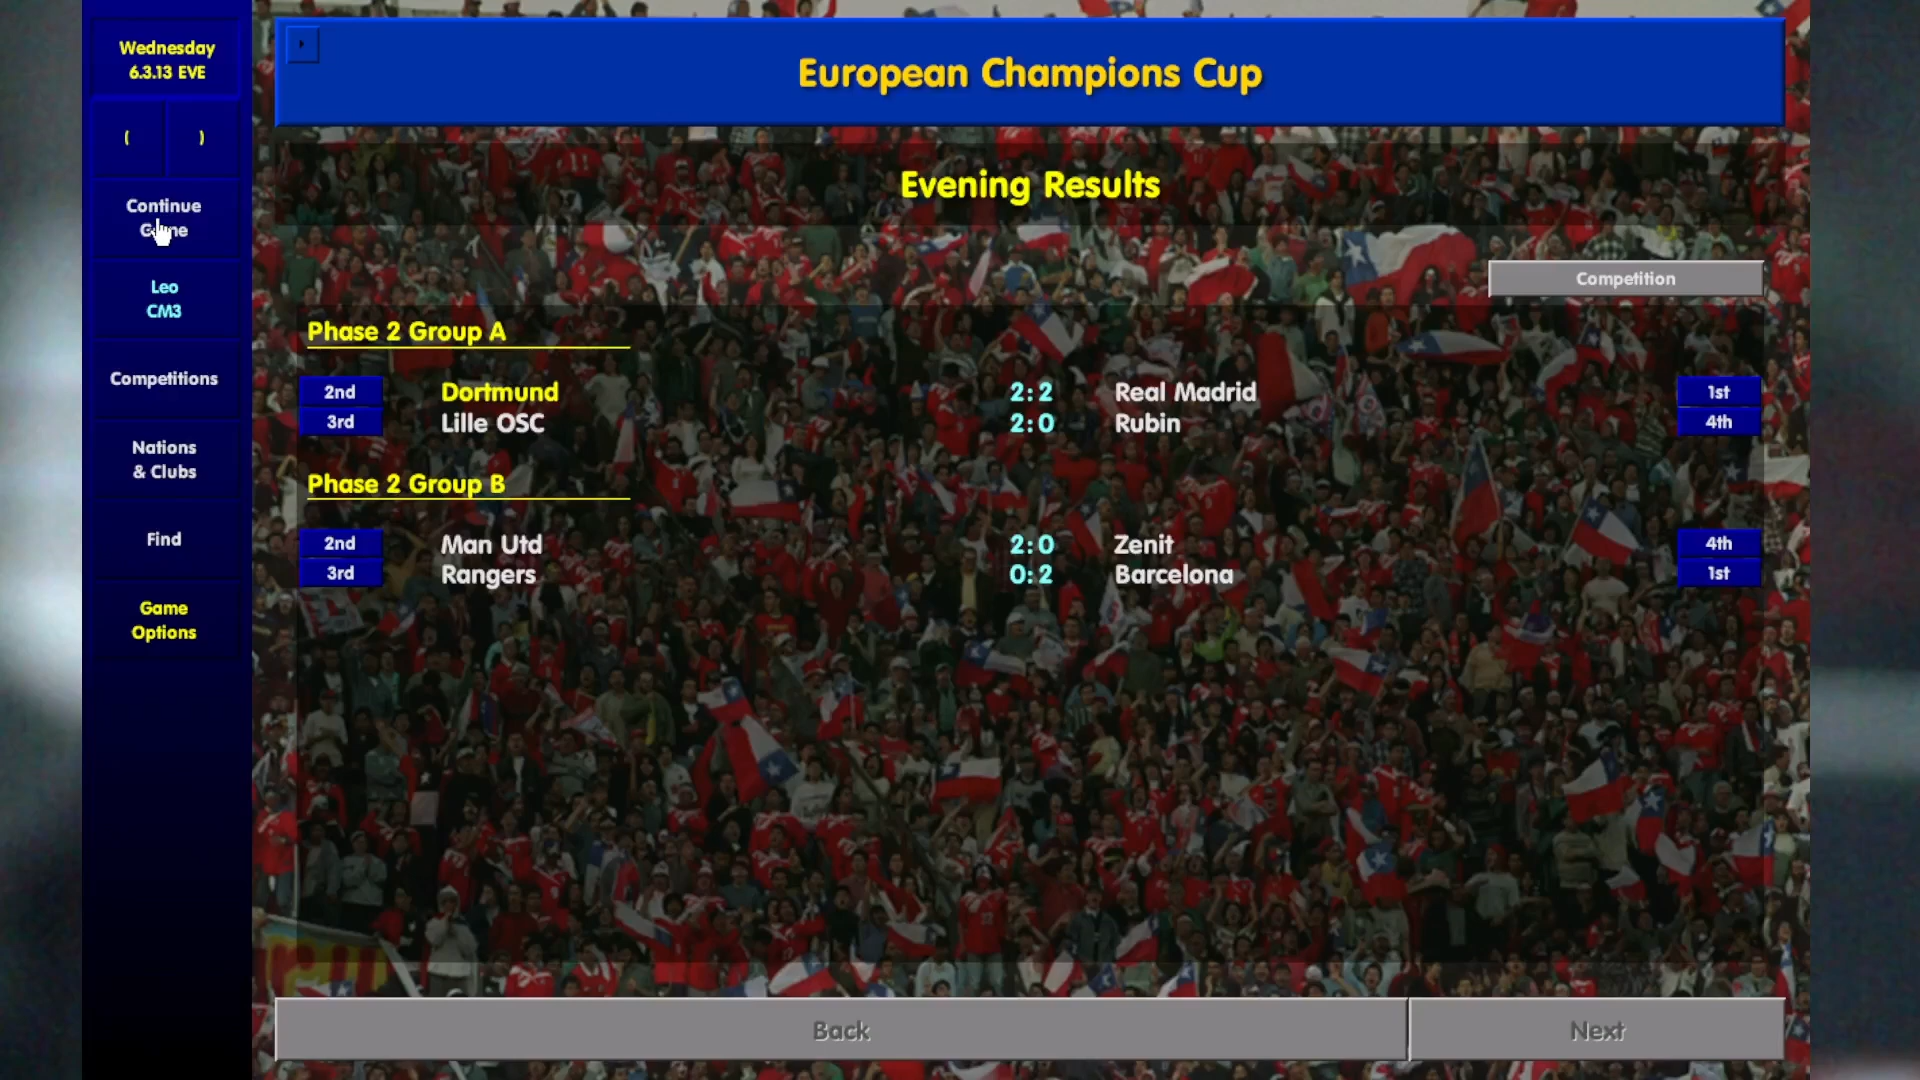 Wednesday
6.3.13 EVE
( )
Continue
Game
Leo
CM3
Competitions
Nations
& Clubs
Find
Game
Options
European Champions Cup
Evening Results
Competition
Phase 2 Group A
2nd Dortmund 2:2 Real Madrid 1st
3rd Lille OSC 2:0 Rubin 4th
Phase 2 Group B
2nd Man Utd 2:0 Zenit 4th
3rd Rangers 0:2 Barcelona 1st
Back Next